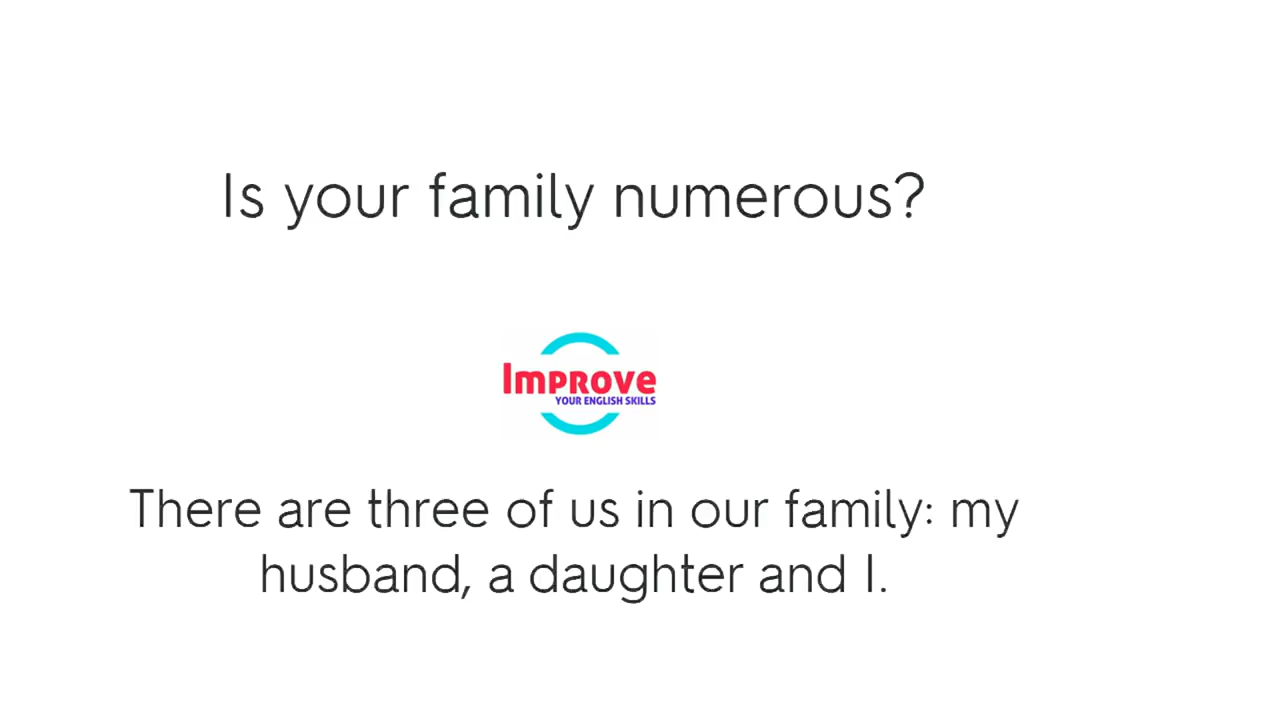 Is your family numerous?
Improve
YOUR ENGLISH SKILLS
There are three of us in our family: my
husband, a daughter and I.